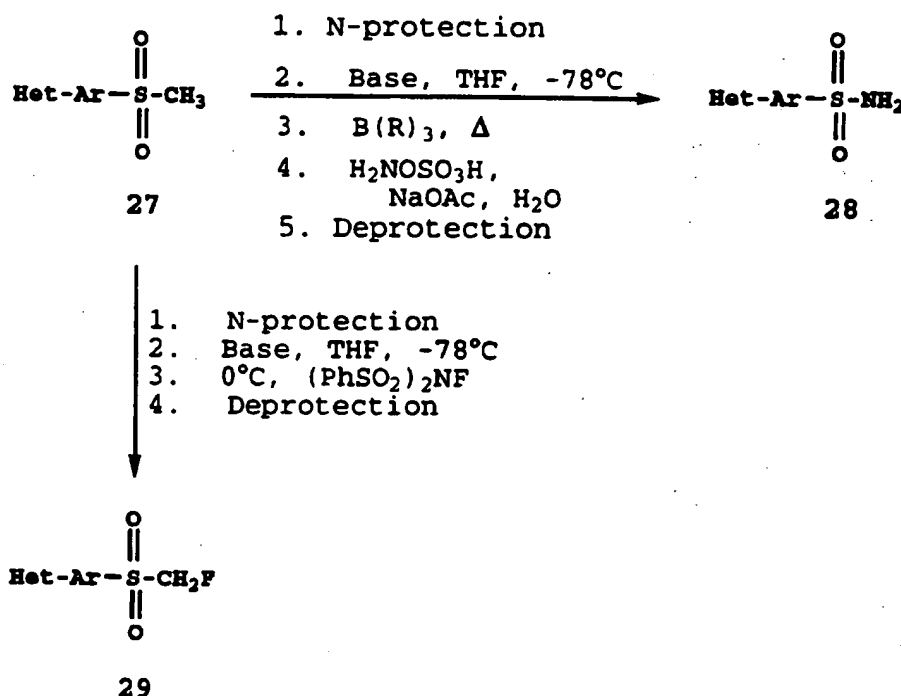 1. N-protection
2. Base, THF, -78°C
3. B(R)3, Δ
4. H2NOSO3H,
NaOAc, H2O
5. Deprotection
O
Het-Ar-S-CH3
O
27
O
Het-Ar-S-NH2
O
28
1. N-protection
2. Base, THF, -78°C
3. 0°C, (PhSO2)2NF
4. Deprotection
O
Het-Ar-S-CH2F
O
29